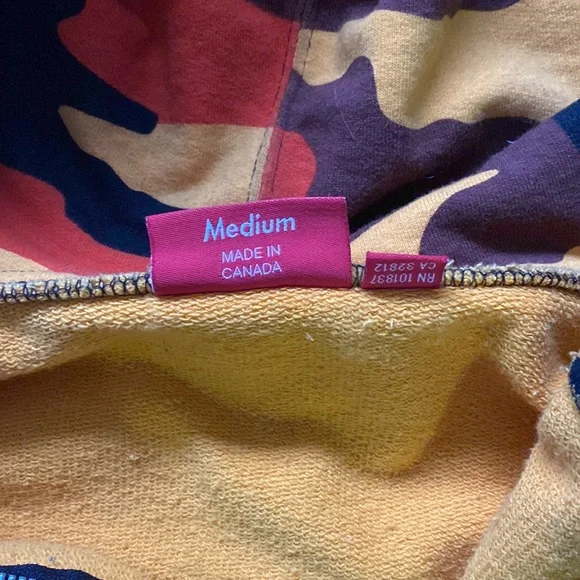 Medium
MADE IN
CANADA
RN 101837
CA 32812